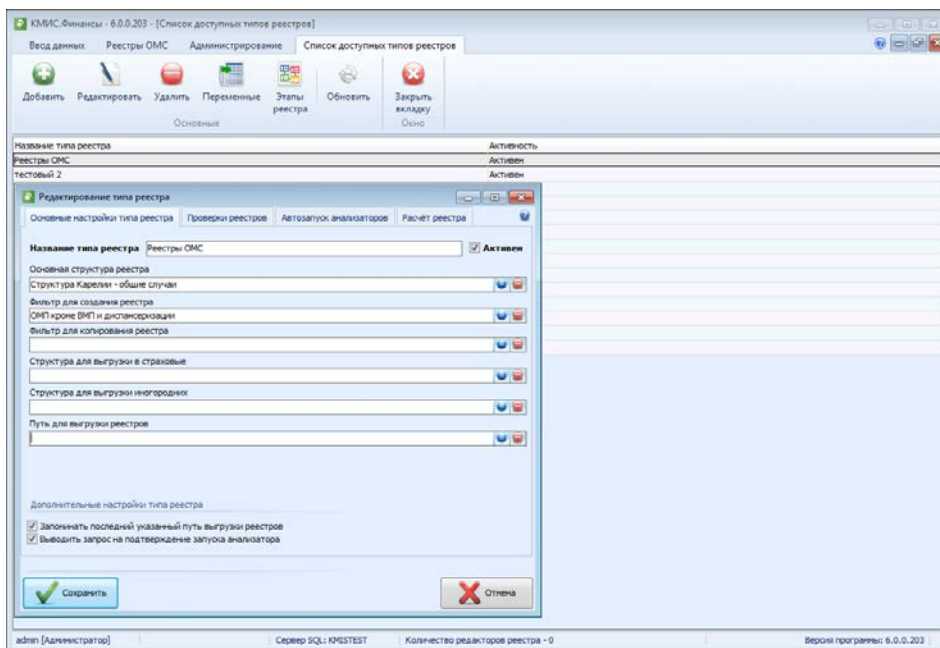 КМИС.Финансы - 6.0.0.203 - [Список доступных типов реестров]
Ввод данных Реестры ОМС Администрирование Список доступных типов реестров
Добавить Редактировать Удалить Переменные Этапы реестра Обновить Закрыть вкладку
Основные Окно
Название типа реестра Активность
Реестры ОМС Активен
тестовый 2 Активен
Редактирование типа реестра
Основные настройки типа реестра Проверки реестров Автозапуск анализаторов Расчёт реестра
Название типа реестра Реестры ОМС Активен
Основная структура реестра
Структура Карелии - общие случаи
Фильтр для создания реестра
ОМП кроме ВМП и диспансеризации
Фильтр для копирования реестра
Структура для выгрузки в страховые
Структура для выгрузки иногородних
Путь для выгрузки реестров
Дополнительные настройки типа реестра
Запоминать последний указанный путь выгрузки реестров
Выводить запрос на подтверждение запуска анализатора
Сохранить Отмена
admin [Администратор] Сервер SQL: KMISTEST Количество редакторов реестра - 0 Версия программы: 6.0.0.203